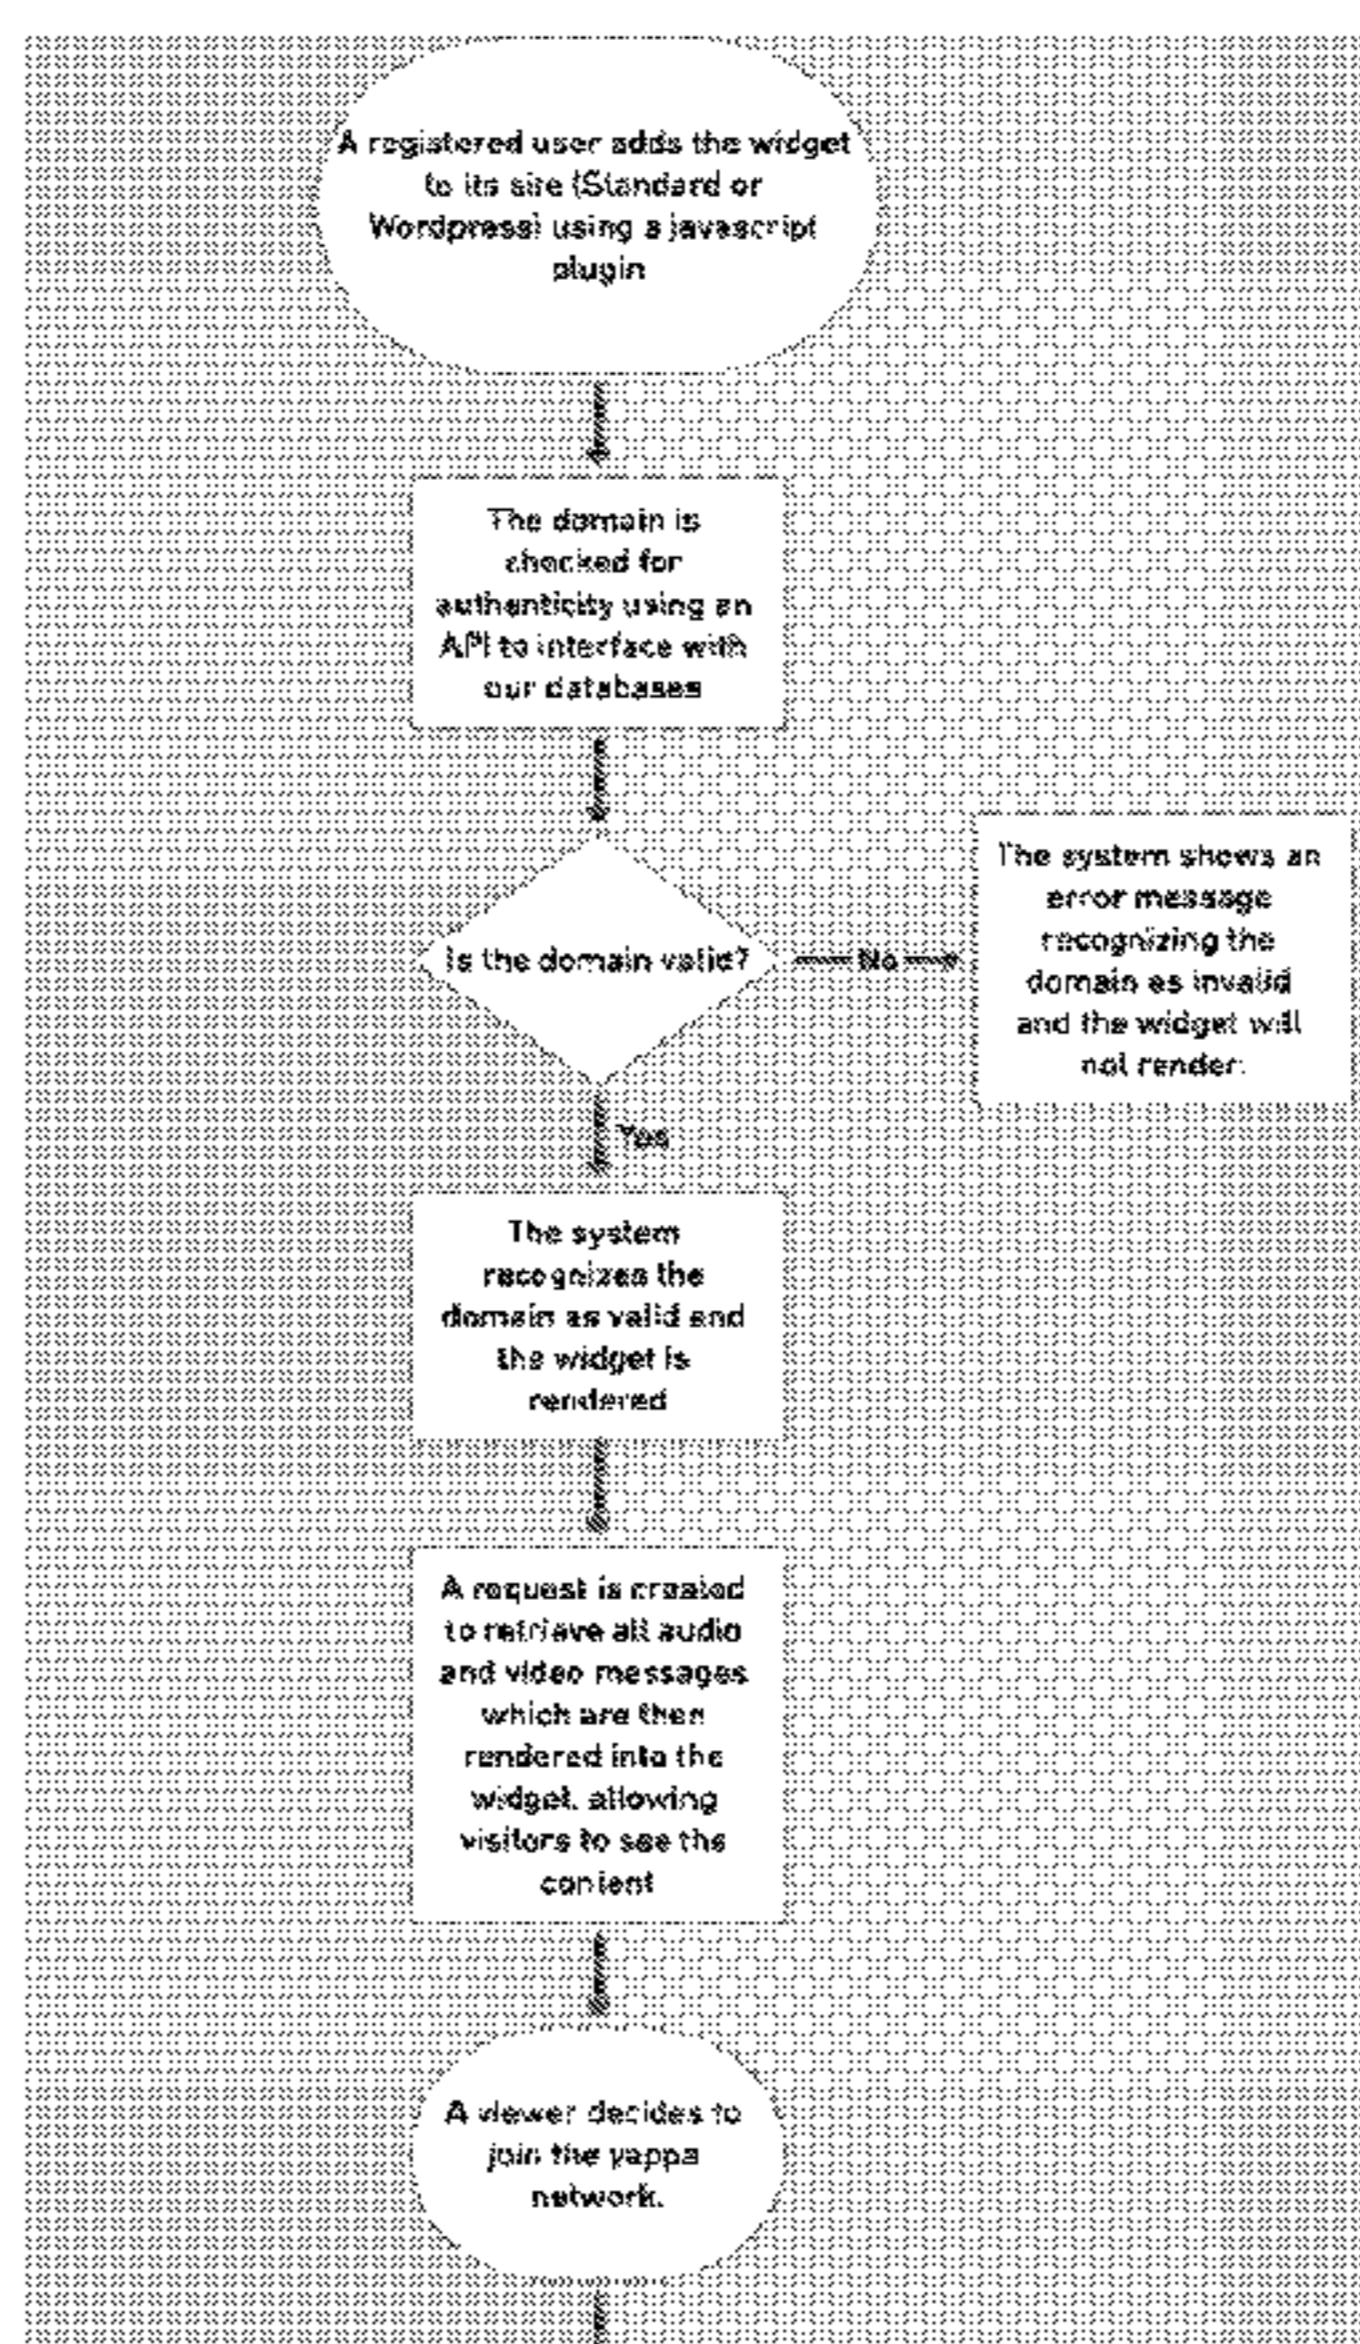 A registered user adds the widget
to its site (Standard or
Wordpress) using a javascript
plugin
The domain is
checked for
authenticity using an
API to interface with
our databases
Is the domain valid?
No
The system shows an
error message
recognizing the
domain as invalid
and the widget will
not render.
Yes
The system
recognizes the
domain as valid and
the widget is
rendered
A request is created
to retrieve all audio
and video messages
which are then
rendered into the
widget, allowing
visitors to see the
content
A viewer decides to
join the yappa
network.